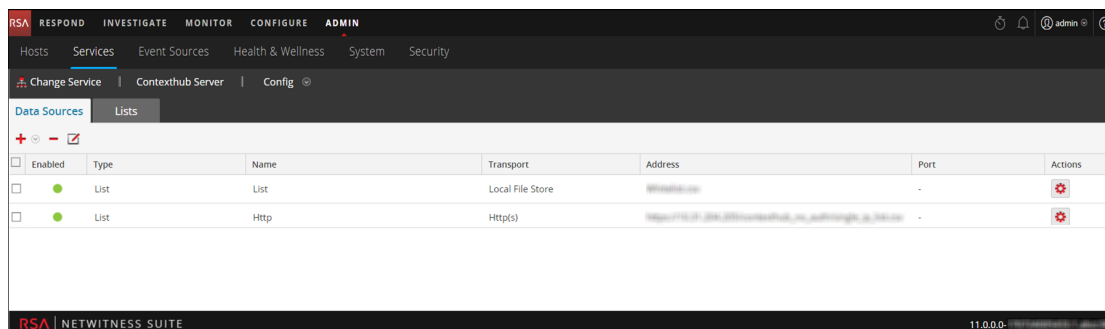 RSA RESPOND INVESTIGATE MONITOR CONFIGURE ADMIN admin
Hosts Services Event Sources Health & Wellness System Security
Change Service | Contexthub Server | Config
Data Sources Lists
Enabled Type Name Transport Address Port Actions
List List Local File Store -
List Http Http(s) -
RSA | NETWITNESS SUITE 11.0.0.0-